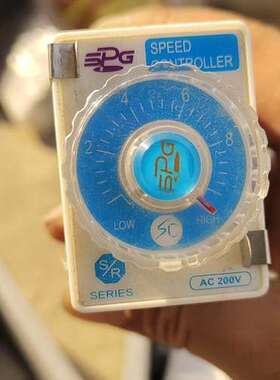 SPG
SPEED
CONTROLLER
4
6
2
8
SPG
LOW
HIGH
SC
S/R
SERIES
AC 200V